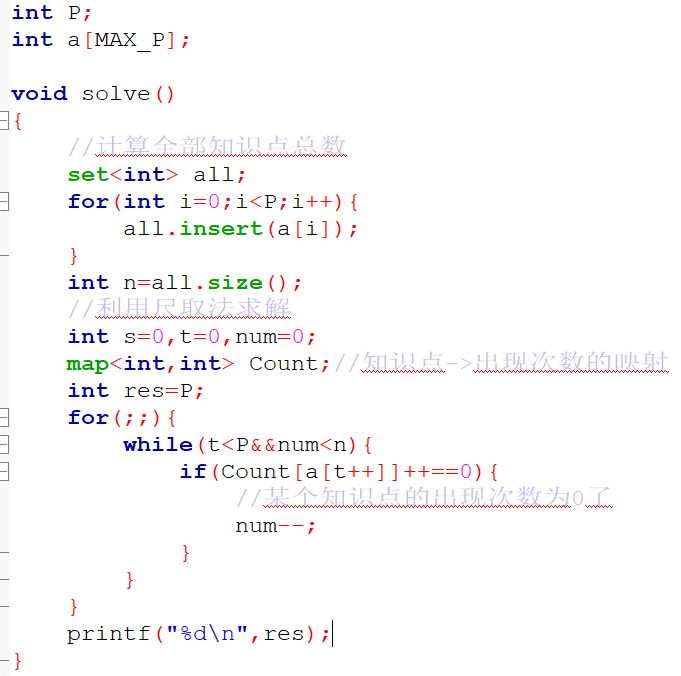 int P;
int a[MAX_P];
void solve()
{
//计算全部知识点总数
set<int> all;
for(int i=0;i<P;i++){
all.insert(a[i]);
}
int n=all.size();
//利用尺取法求解
int s=0,t=0,num=0;
map<int,int> Count;//知识点->出现次数的映射
int res=P;
for(;;){
while(t<P&&num<n){
if(Count[a[t++]]++==0){
//某个知识点的出现次数为0了
num--;
}
}
}
printf("%d\n",res);
}